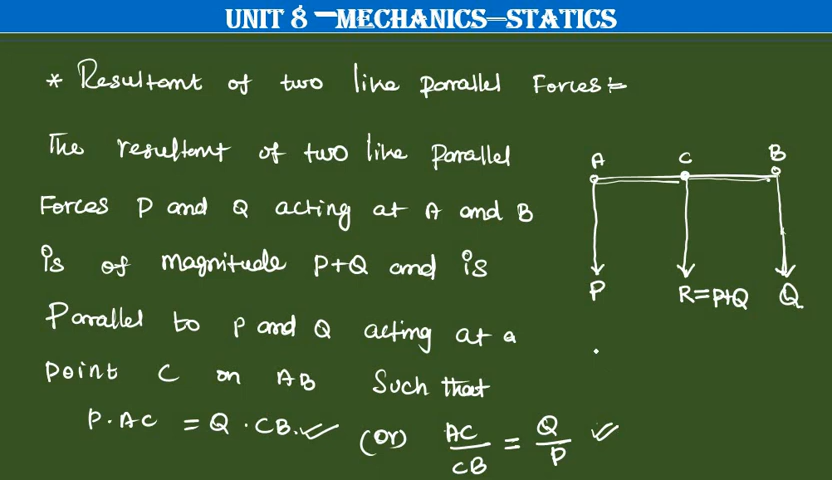 UNIT 8 – MECHANICS – STATICS
* Resultant of two like parallel Forces :-
The resultant of two like parallel
Forces P and Q acting at A and B
is of magnitude P+Q and is
Parallel to P and Q acting at a
point C on AB Such that
P · AC = Q · CB. ✓ (or) AC/CB = Q/P ✓
A C B
P R=P+Q Q